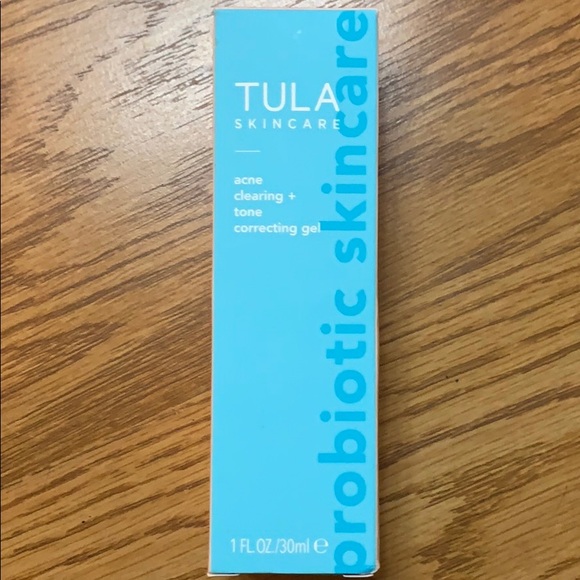 TULA
SKINCARE
acne
clearing +
tone
correcting gel
probiotic skincare
1 FL OZ./30ml ℮